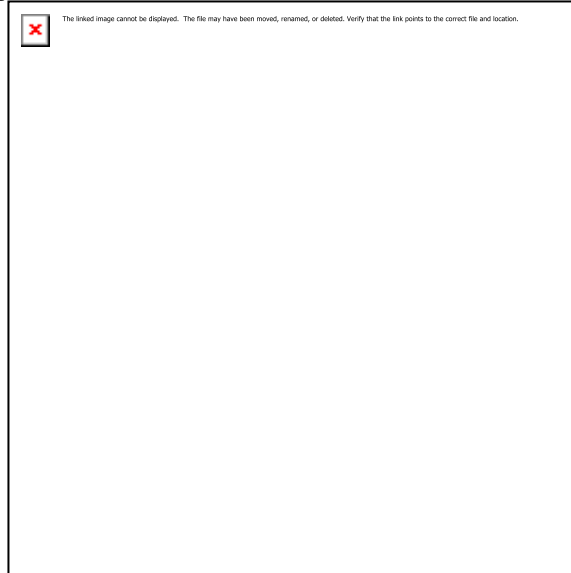 The linked image cannot be displayed.  The file may have been moved, renamed, or deleted. Verify that the link points to the correct file and location.